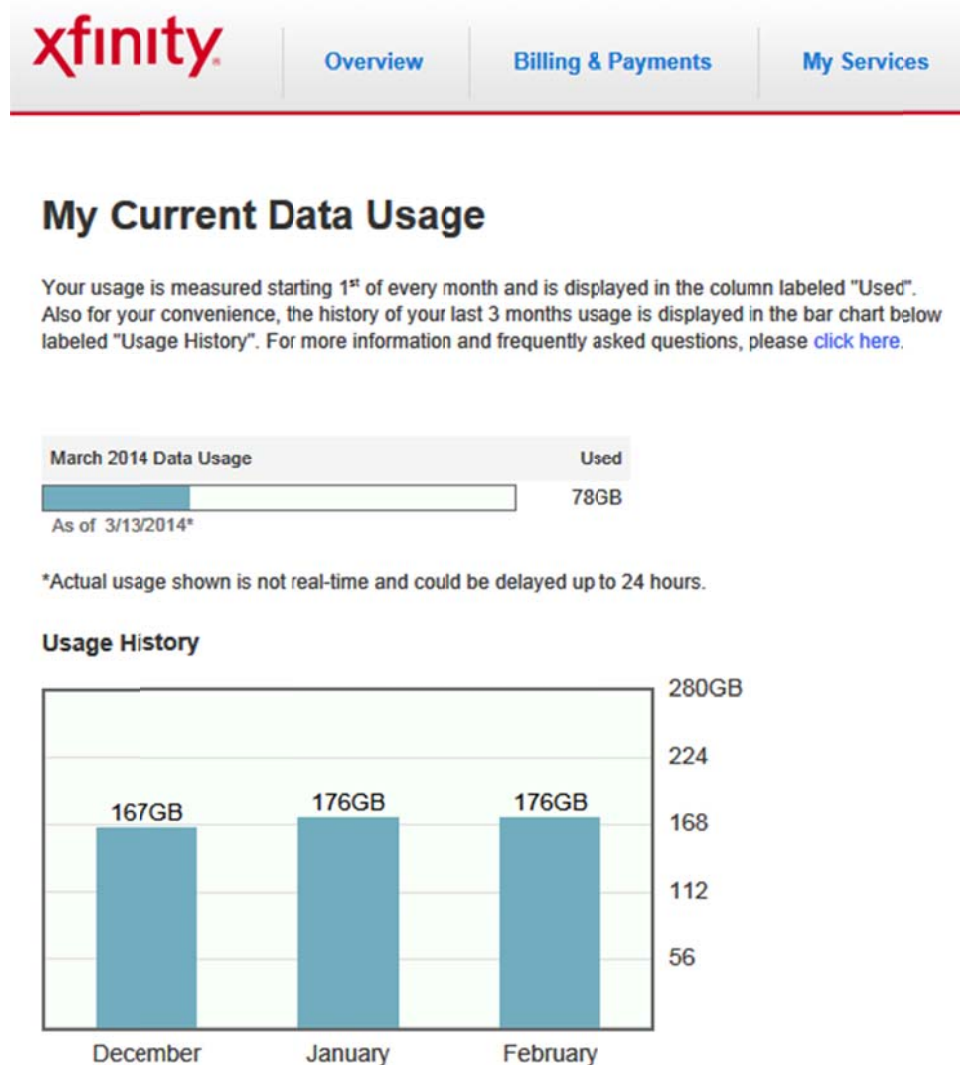 xfinity
Overview Billing & Payments My Services
My Current Data Usage
Your usage is measured starting 1st of every month and is displayed in the column labeled "Used".
Also for your convenience, the history of your last 3 months usage is displayed in the bar chart below
labeled "Usage History". For more information and frequently asked questions, please click here.
March 2014 Data Usage Used
78GB
As of 3/13/2014*
*Actual usage shown is not real-time and could be delayed up to 24 hours.
Usage History
280GB
224
167GB 176GB 176GB
168
112
56
December January February